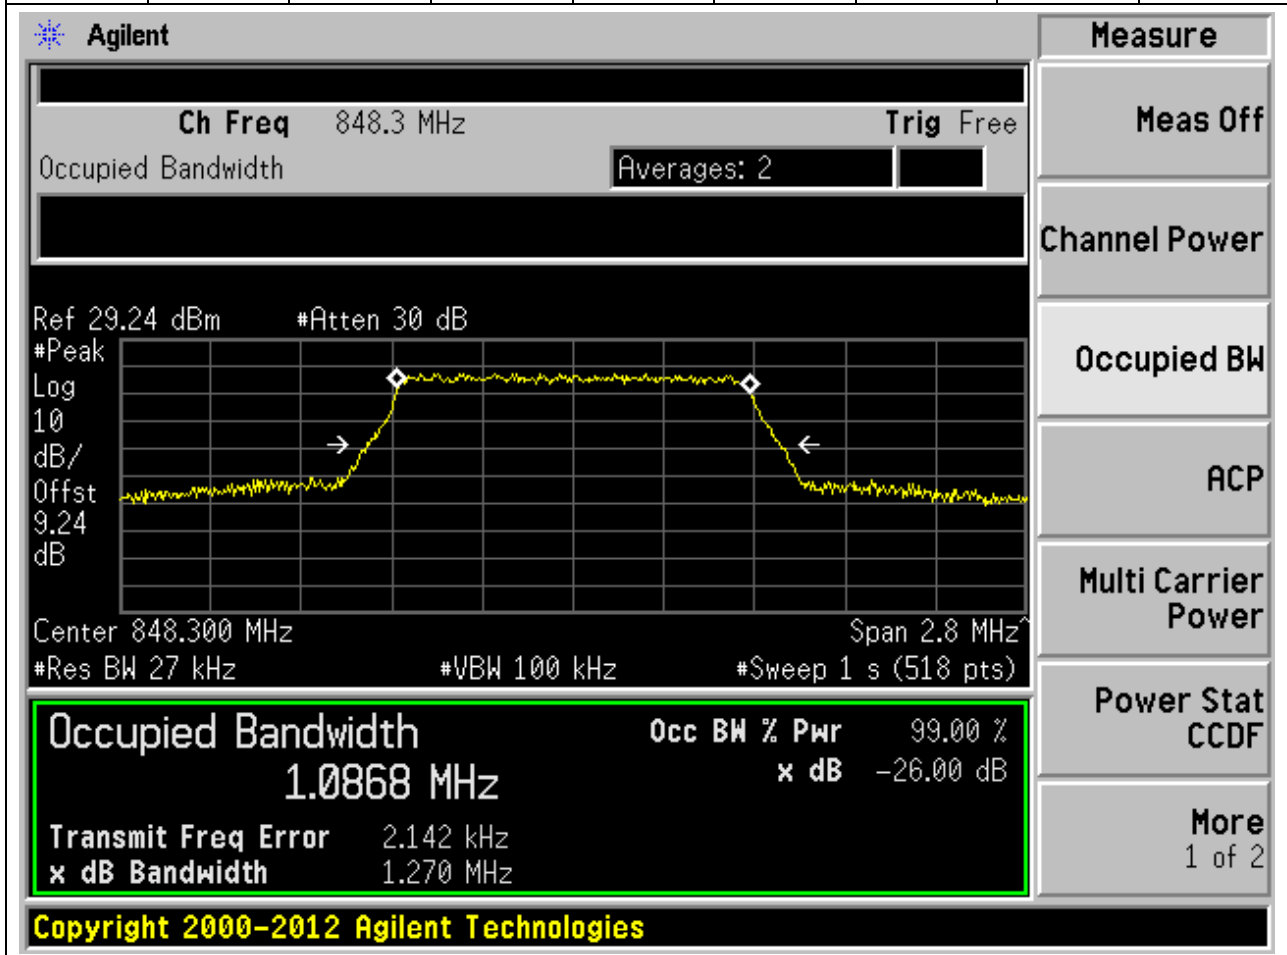 Agilent
Measure
Ch Freq 848.3 MHz Trig Free
Meas Off
Occupied Bandwidth Averages: 2
Channel Power
Ref 29.24 dBm #Atten 30 dB
#Peak
Log
10
dB/
Offst
9.24
dB
Occupied BW
ACP
Center 848.300 MHz Span 2.8 MHz^
#Res BW 27 kHz #VBW 100 kHz #Sweep 1 s (518 pts)
Multi Carrier
Power
Occupied Bandwidth Occ BW % Pwr 99.00 %
1.0868 MHz x dB -26.00 dB
Transmit Freq Error 2.142 kHz
x dB Bandwidth 1.270 MHz
Power Stat
CCDF
More
1 of 2
Copyright 2000-2012 Agilent Technologies